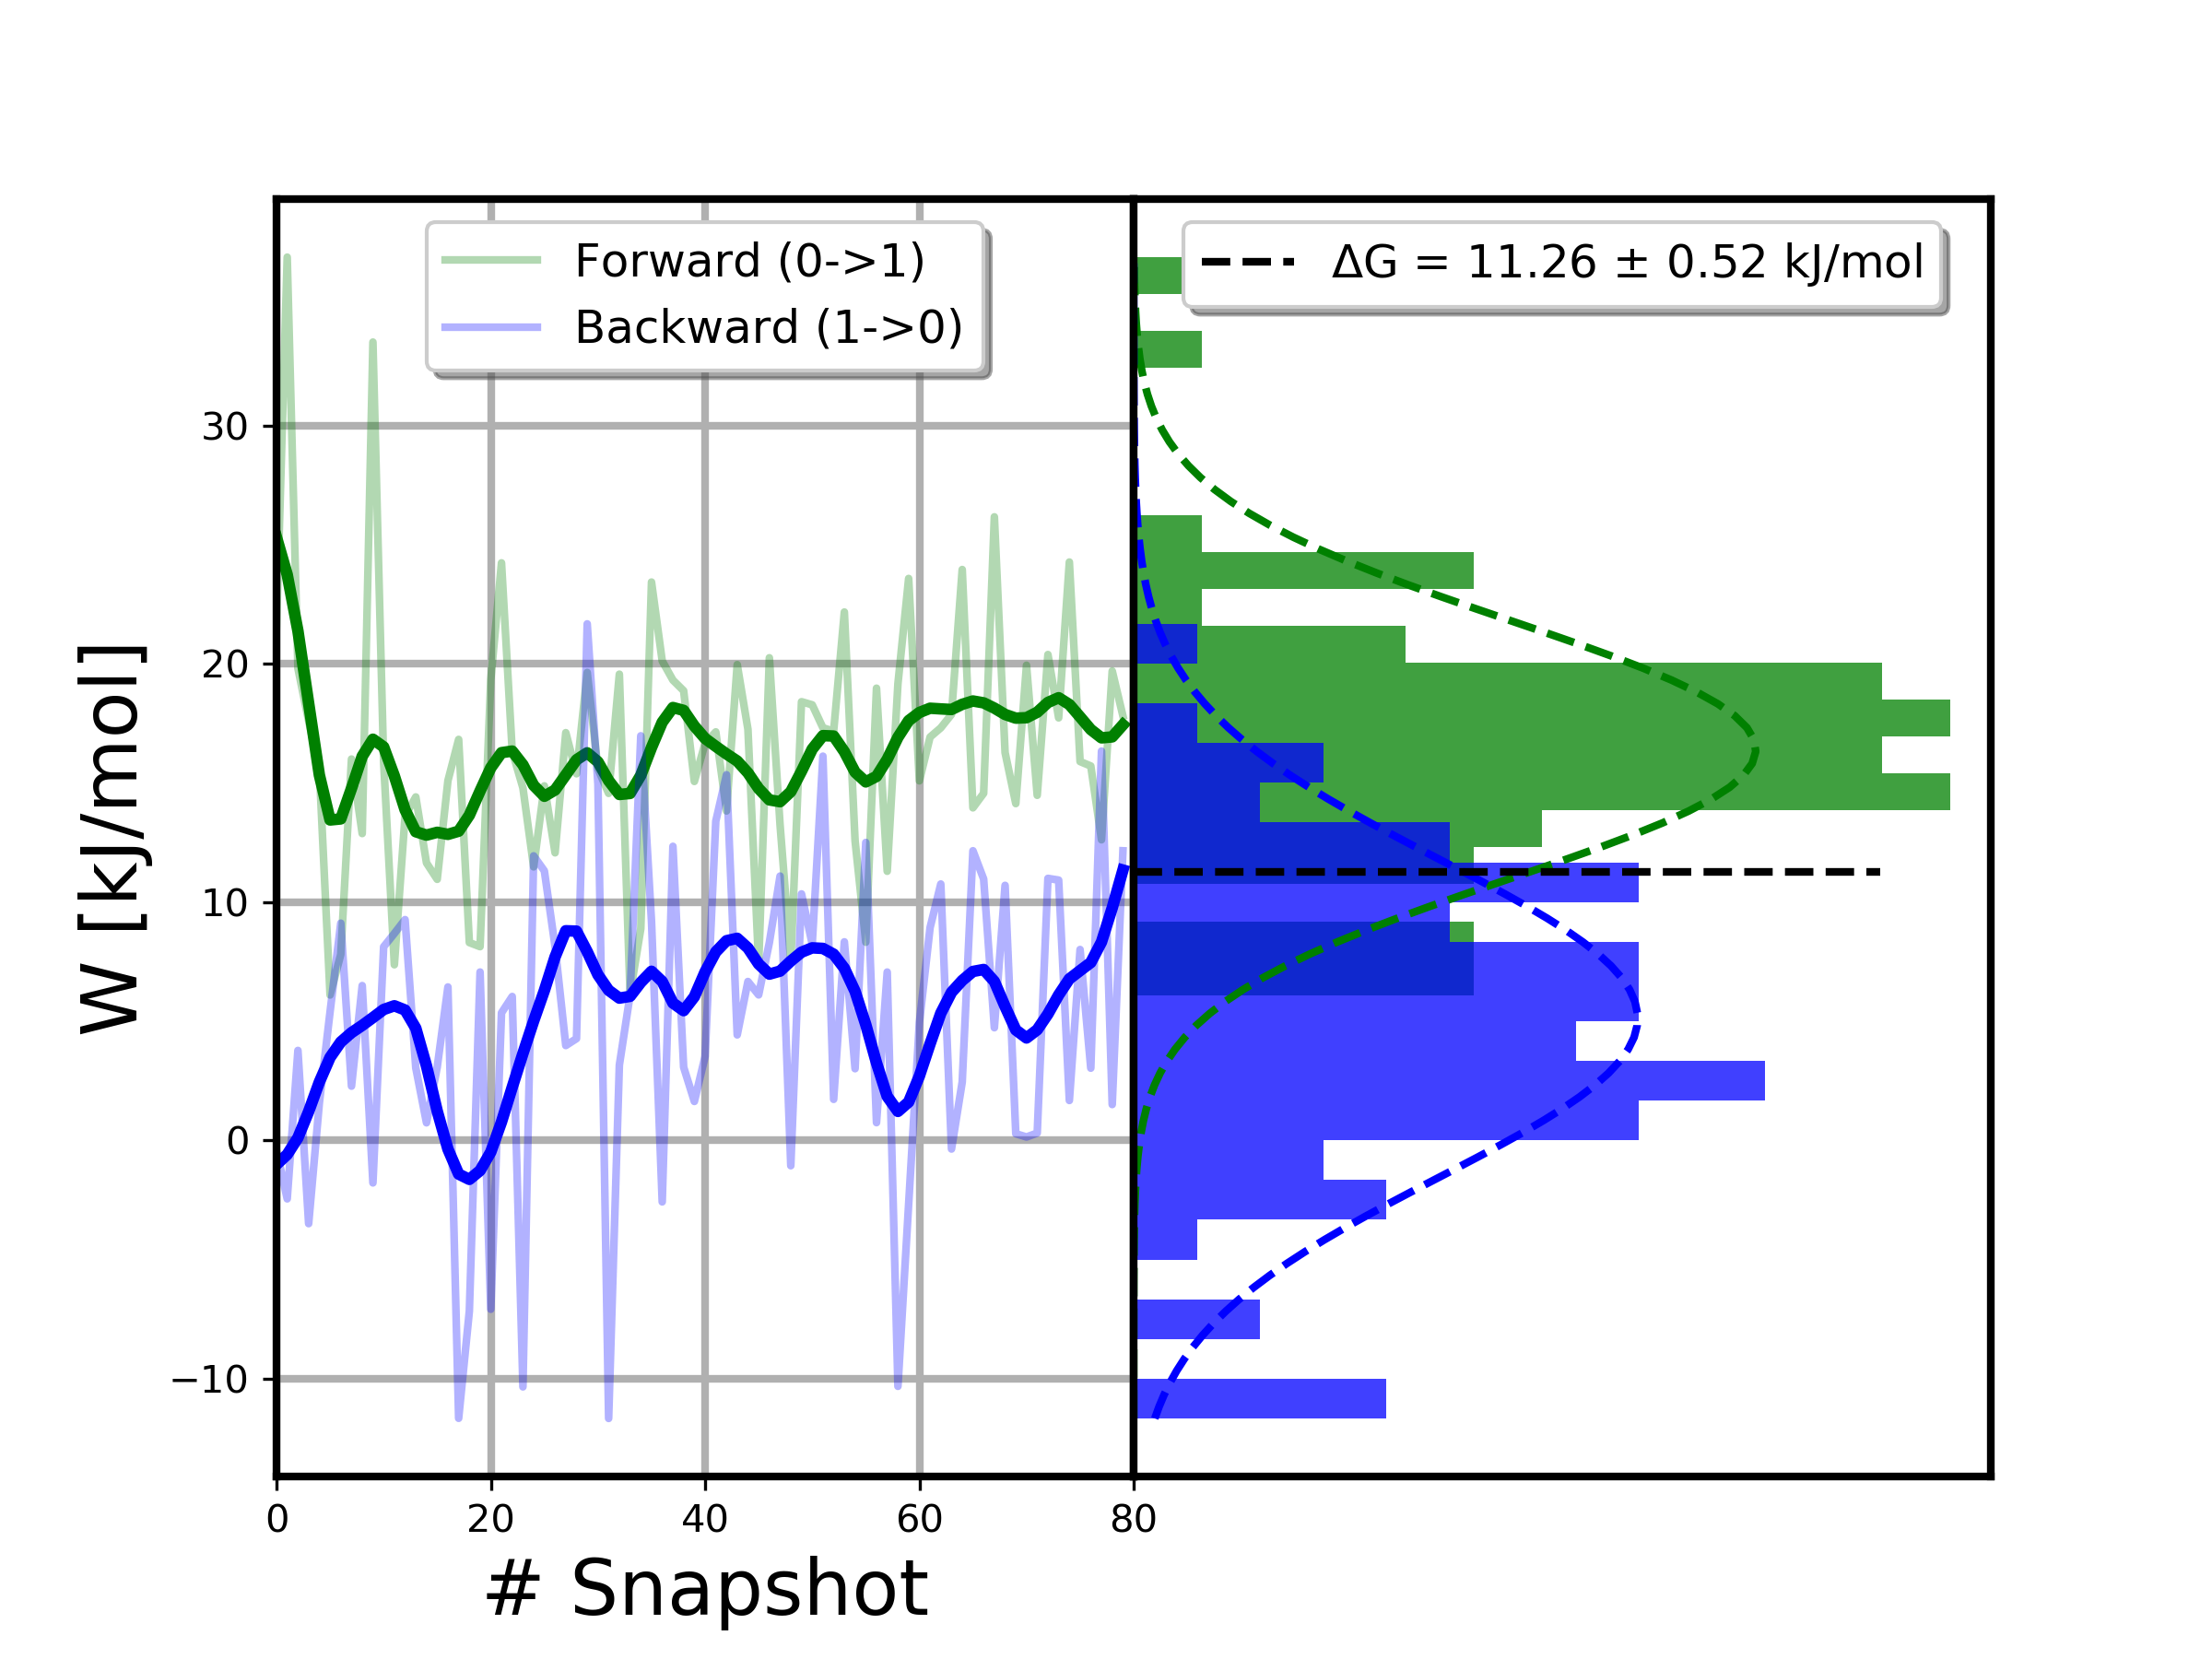 Forward (0->1)
Backward (1->0)
ΔG = 11.26 ± 0.52 kJ/mol
W [kJ/mol]
30
20
10
0
−10
0 20 40 60 80
# Snapshot